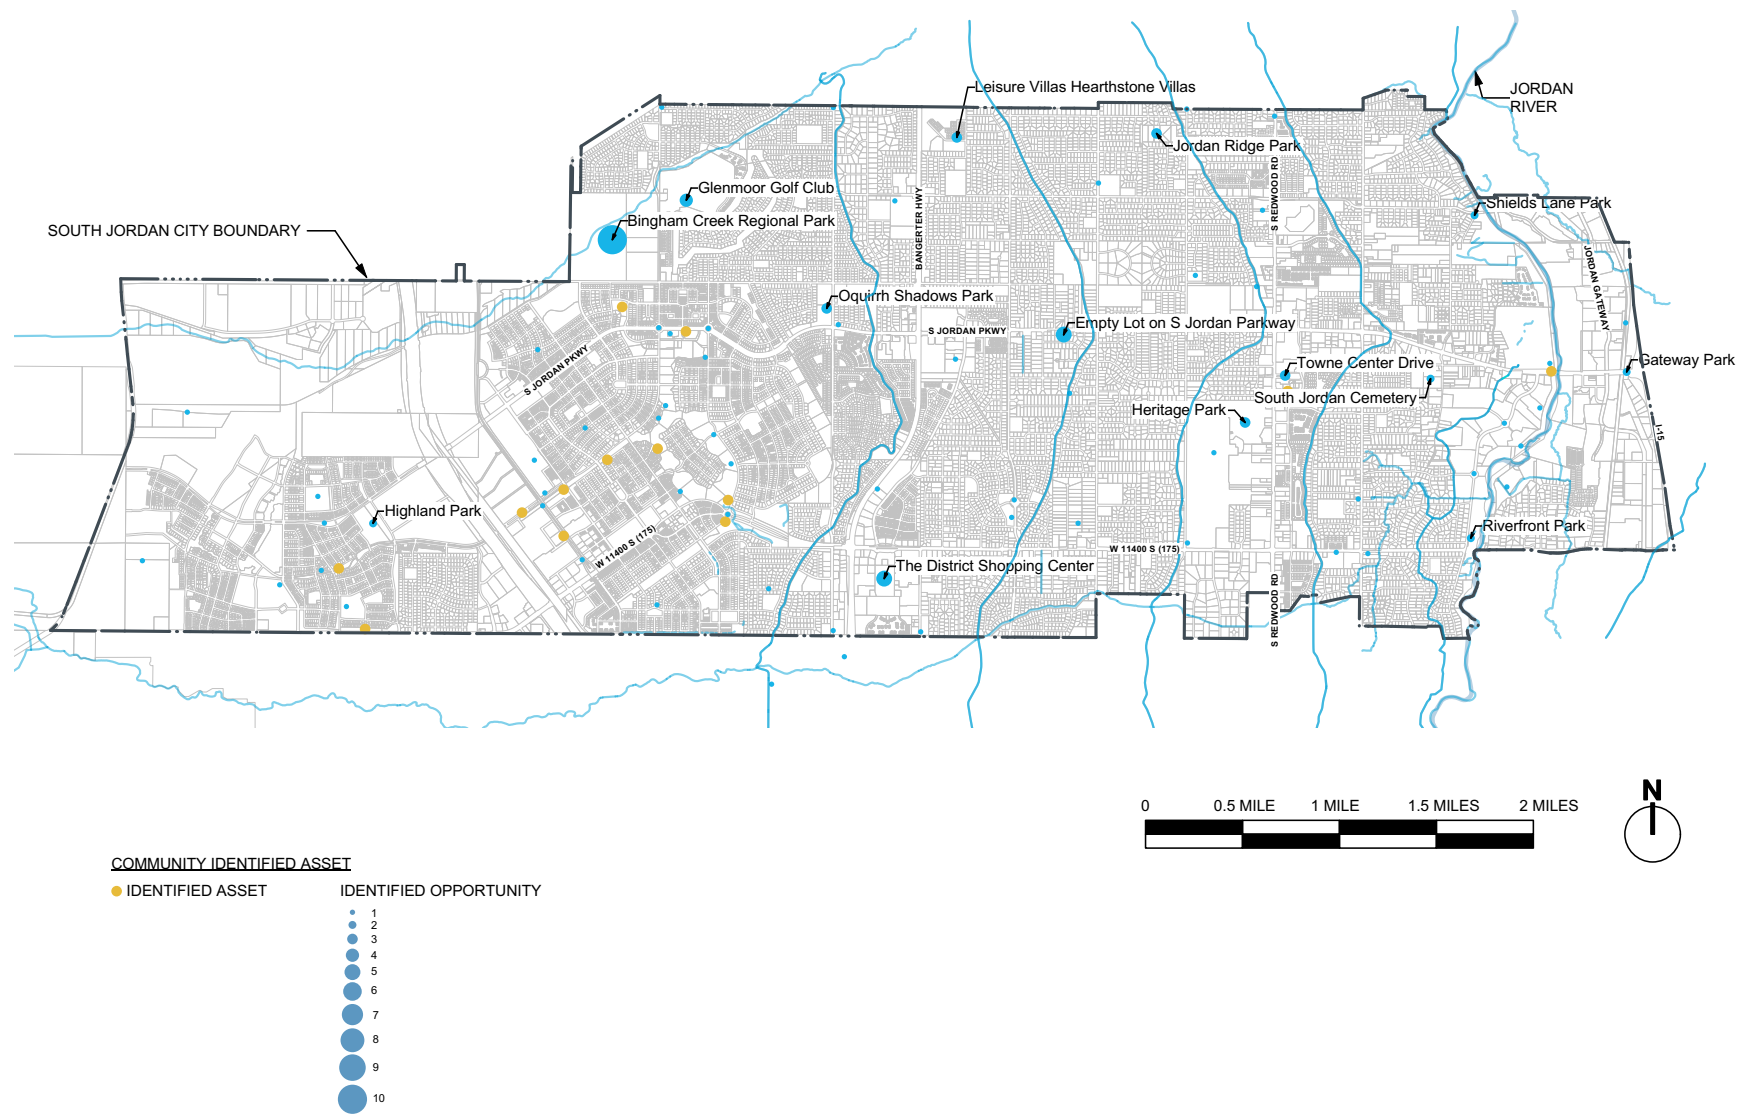 JORDAN
RIVER
Leisure Villas Hearthstone Villas
Jordan Ridge Park
S REDWOOD RD
Glenmoor Golf Club
Bingham Creek Regional Park
BANGERTER HWY
Shields Lane Park
SOUTH JORDAN CITY BOUNDARY
JORDAN GATEWAY
Oquirrh Shadows Park
S JORDAN PKWY
Empty Lot on S Jordan Parkway
S JORDAN PKWY
Towne Center Drive
Gateway Park
South Jordan Cemetery
Heritage Park
I-15
Highland Park
Riverfront Park
W 11400 S (175)
W 11400 S (175)
The District Shopping Center
S REDWOOD RD
0 0.5 MILE 1 MILE 1.5 MILES 2 MILES
N
COMMUNITY IDENTIFIED ASSET
IDENTIFIED ASSET
IDENTIFIED OPPORTUNITY
1
2
3
4
5
6
7
8
9
10